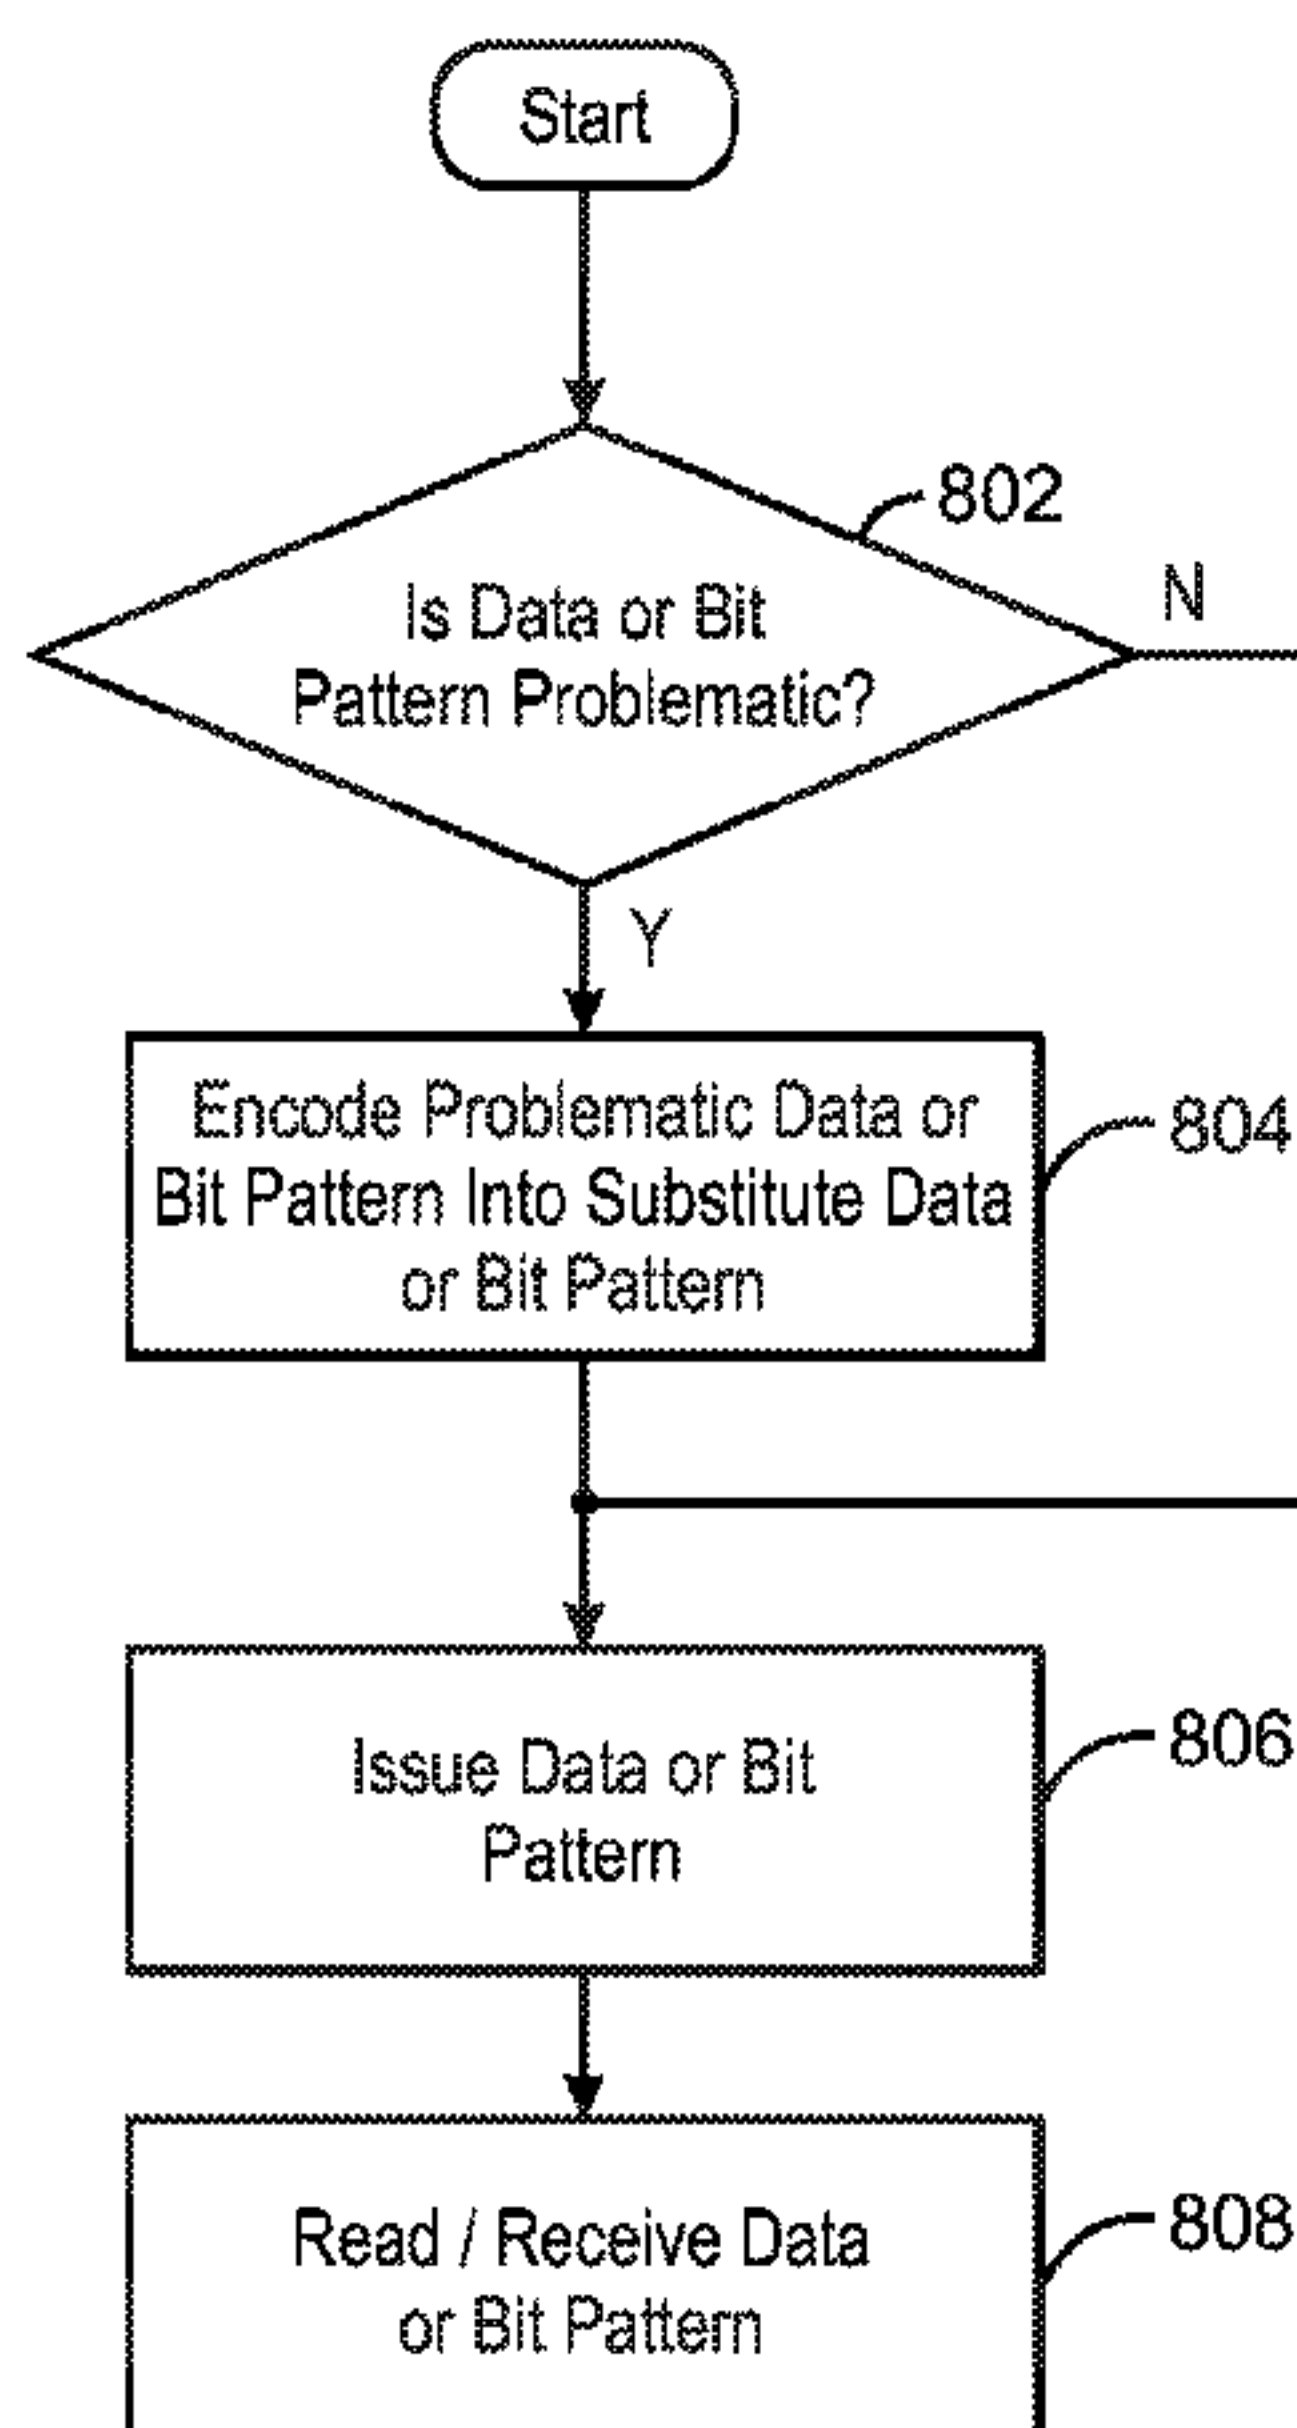 Start
802
Is Data or Bit
Pattern Problematic?
N
Y
Encode Problematic Data or
Bit Pattern Into Substitute Data
or Bit Pattern
804
Issue Data or Bit
Pattern
806
Read / Receive Data
or Bit Pattern
808